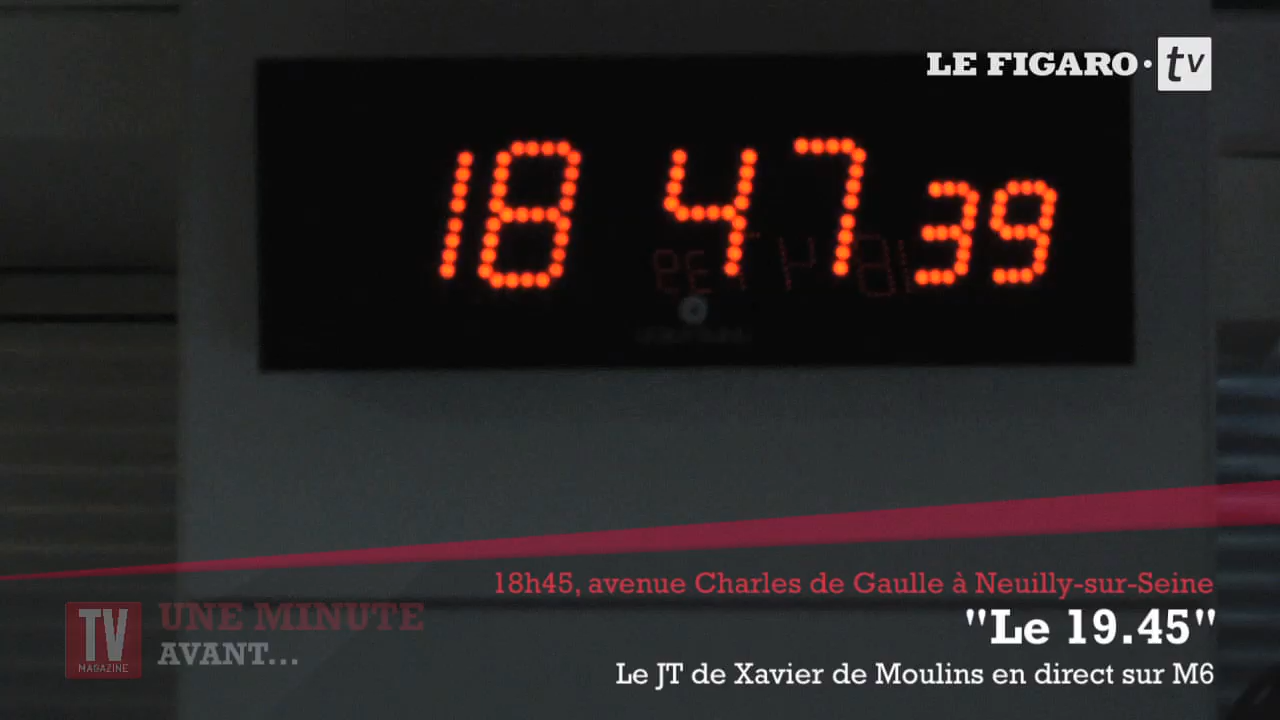 LE FIGARO · tv
18 47 39
18h45, avenue Charles de Gaulle à Neuilly-sur-Seine
"Le 19.45"
Le JT de Xavier de Moulins en direct sur M6
TV
MAGAZINE
UNE MINUTE
AVANT...